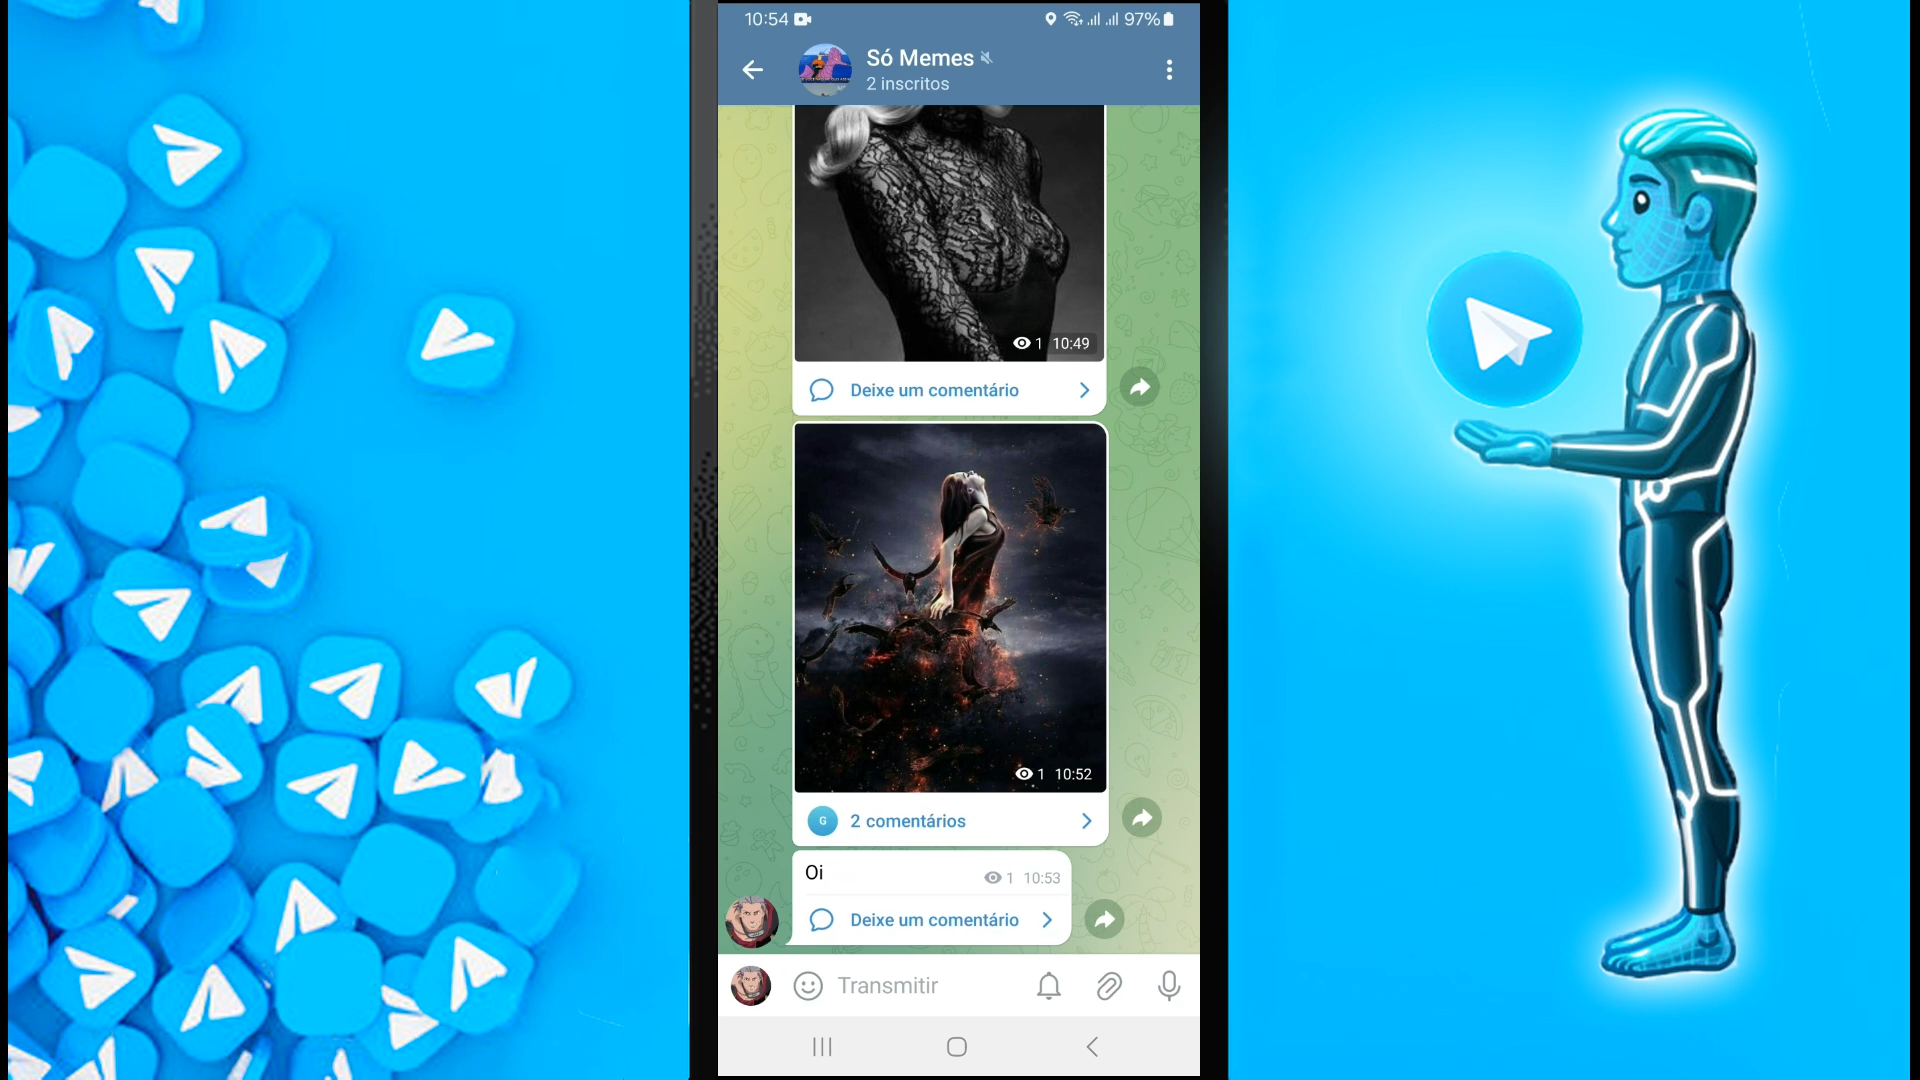 10:54
97%
Só Memes
2 inscritos
1 10:49
Deixe um comentário
1 10:52
G
2 comentários
Oi
1 10:53
Deixe um comentário
Transmitir